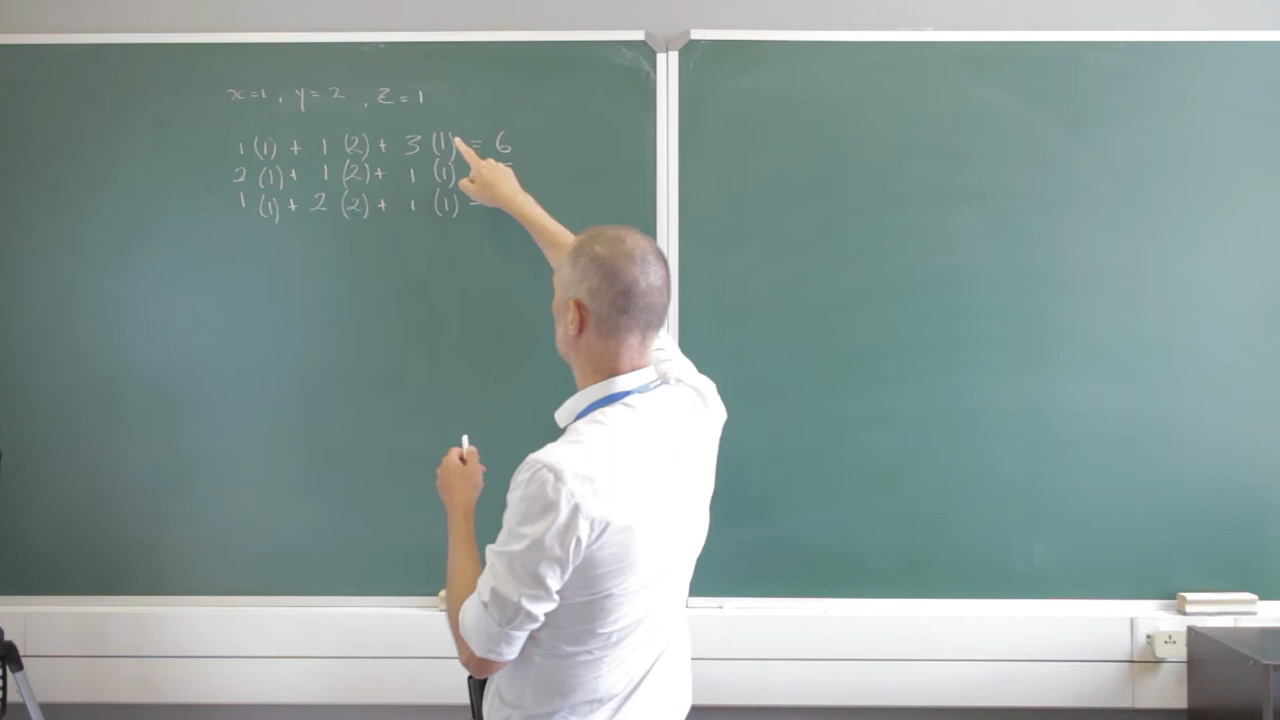 x=1, y=2, z=1
1 (1) + 1 (2) + 3 (1) = 6
2 (1) + 1 (2) + 1 (1)
1 (1) + 2 (2) + 1 (1) =